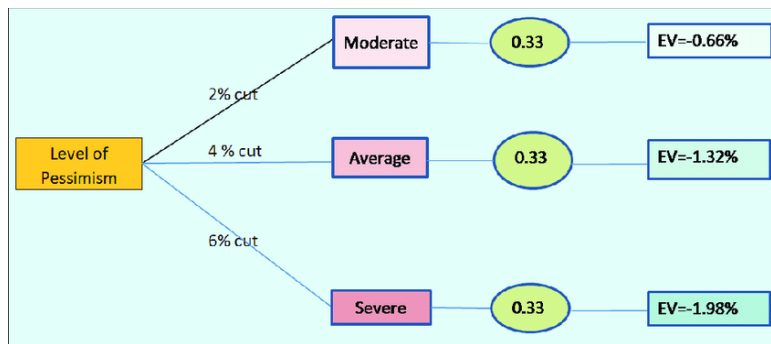 Moderate
0.33
EV=-0.66%
2% cut
Level of
Pessimism
4 % cut
Average
0.33
EV=-1.32%
6% cut
Severe
0.33
EV=-1.98%